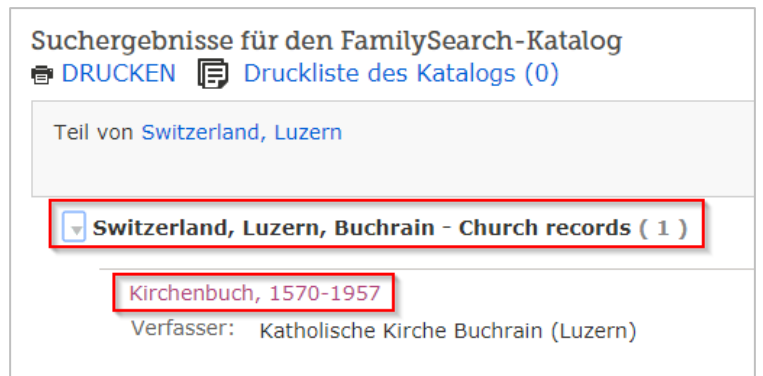 Suchergebnisse für den FamilySearch-Katalog
DRUCKEN Druckliste des Katalogs (0)
Teil von Switzerland, Luzern
Switzerland, Luzern, Buchrain - Church records ( 1 )
Kirchenbuch, 1570-1957
Verfasser: Katholische Kirche Buchrain (Luzern)